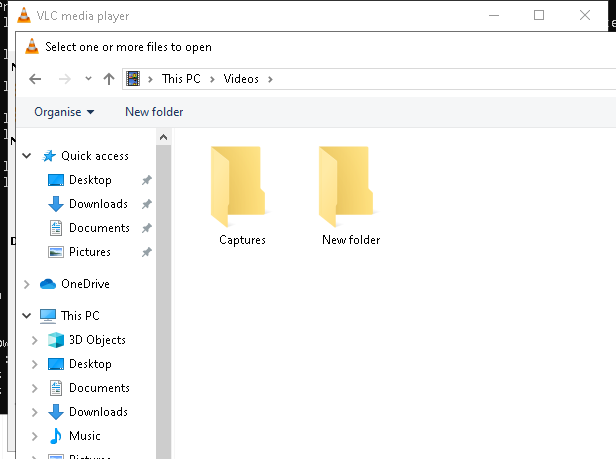 VLC media player
Select one or more files to open
This PC
Videos
Organise
New folder
Quick access
Desktop
Downloads
Documents
Pictures
OneDrive
This PC
3D Objects
Desktop
Documents
Downloads
Music
Captures
New folder